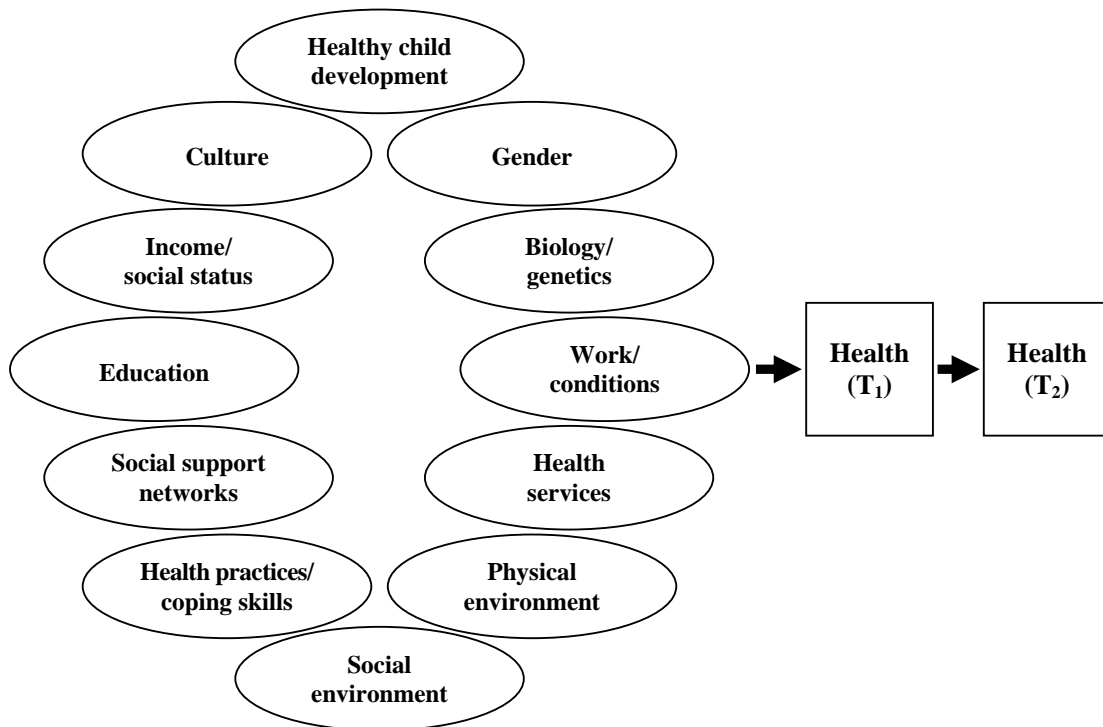 Healthy child
development
Culture
Gender
Income/
social status
Biology/
genetics
Education
Work/
conditions
Health
(T₁)
Health
(T₂)
Social support
networks
Health
services
Health practices/
coping skills
Physical
environment
Social
environment